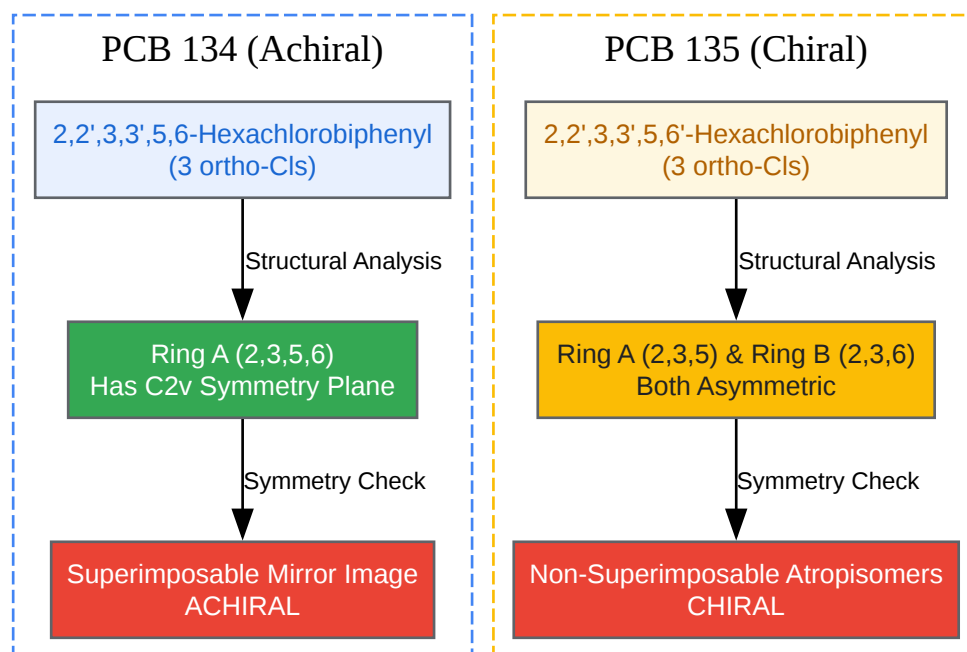 PCB 134 (Achiral)
2,2',3,3',5,6-Hexachlorobiphenyl
(3 ortho-Cls)
Structural Analysis
Ring A (2,3,5,6)
Has C2v Symmetry Plane
Symmetry Check
Superimposable Mirror Image
ACHIRAL
PCB 135 (Chiral)
2,2',3,3',5,6'-Hexachlorobiphenyl
(3 ortho-Cls)
Structural Analysis
Ring A (2,3,5) & Ring B (2,3,6)
Both Asymmetric
Symmetry Check
Non-Superimposable Atropisomers
CHIRAL